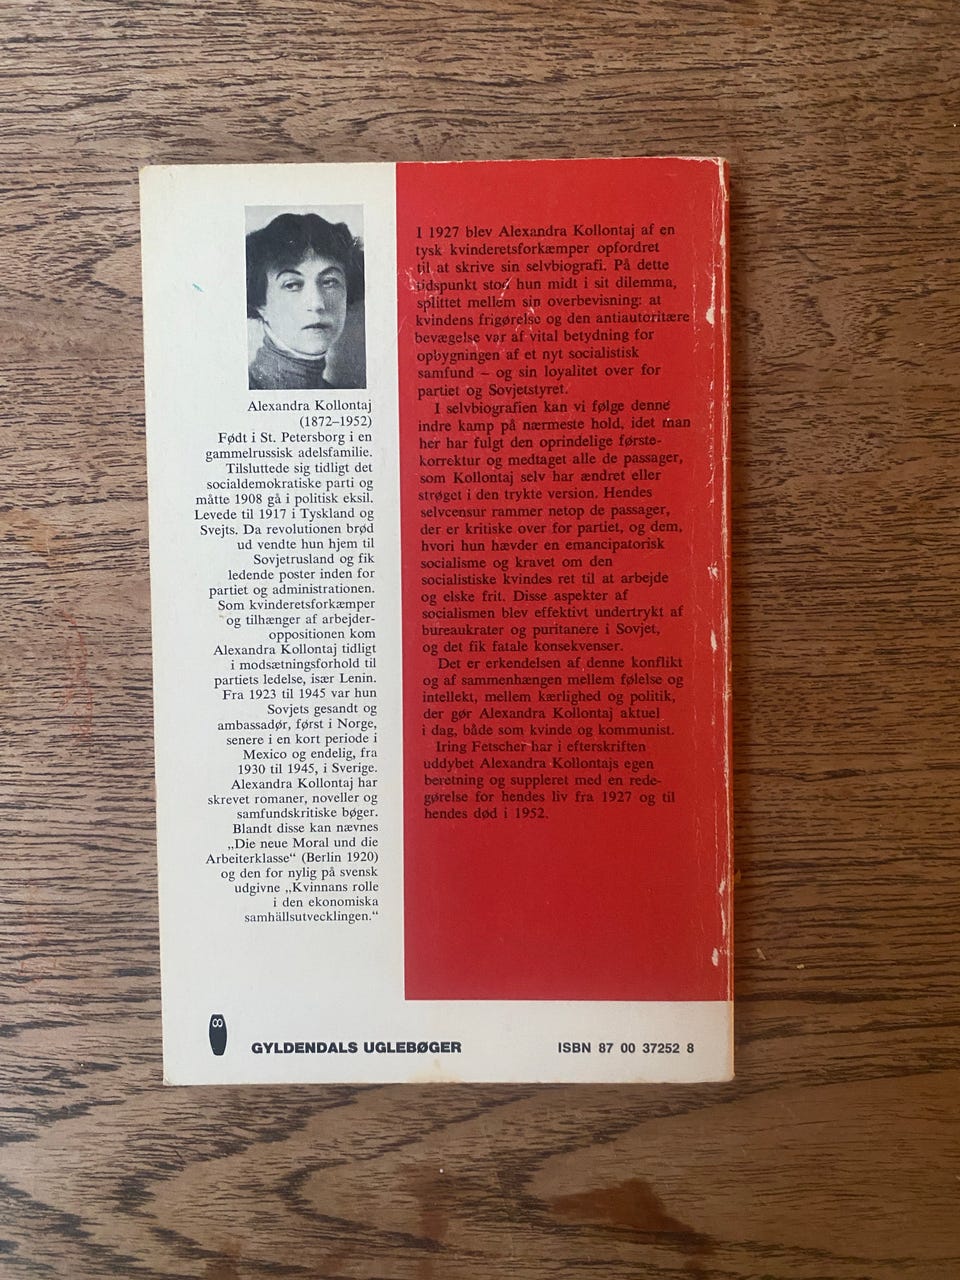 Alexandra Kollontaj
(1872–1952)
Født i St. Petersborg i en
gammelrussisk adelsfamilie.
Tilsluttede sig tidligt det
socialdemokratiske parti og
måtte 1908 gå i politisk eksil.
Levede til 1917 i Tyskland og
Svejts. Da revolutionen brød
ud vendte hun hjem til
Sovjetrusland og fik
ledende poster inden for
partiet og administrationen.
Som kvinderetsforkæmper
og tilhænger af arbejder-
oppositionen kom
Alexandra Kollontaj tidligt
i modsætningsforhold til
partiets ledelse, især Lenin.
Fra 1923 til 1945 var hun
Sovjets gesandt og
ambassadør, først i Norge,
senere i en kort periode i
Mexico og endelig, fra
1930 til 1945, i Sverige.
Alexandra Kollontaj har
skrevet romaner, noveller og
samfundskritiske bøger.
Blandt disse kan nævnes
„Die neue Moral und die
Arbeiterklasse“ (Berlin 1920)
og den for nylig på svensk
udgivne „Kvinnans rolle
i den ekonomiska
samhällsutvecklingen.“
I 1927 blev Alexandra Kollontaj af en
tysk kvinderetsforkæmper opfordret
til at skrive sin selvbiografi. På dette
tidspunkt stod hun midt i sit dilemma,
splittet mellem sin overbevisning: at
kvindens frigørelse og den antiautoritære
bevægelse var af vital betydning for
opbygningen af et nyt socialistisk
samfund – og sin loyalitet over for
partiet og Sovjetstyret.
I selvbiografien kan vi følge denne
indre kamp på nærmeste hold, idet man
her har fulgt den oprindelige første-
korrektur og medtaget alle de passager,
som Kollontaj selv har ændret eller
strøget i den trykte version. Hendes
selvcensur rammer netop de passager,
der er kritiske over for partiet, og dem,
hvori hun hævder en emancipatorisk
socialisme og kravet om den
socialistiske kvindes ret til at arbejde
og elske frit. Disse aspekter af
socialismen blev effektivt undertrykt af
bureaukrater og puritanere i Sovjet,
og det fik fatale konsekvenser.
Det er erkendelsen af denne konflikt
og af sammenhængen mellem følelse og
intellekt, mellem kærlighed og politik,
der gør Alexandra Kollontaj aktuel
i dag, både som kvinde og kommunist.
Iring Fetscher har i efterskriften
uddybet Alexandra Kollontajs egen
beretning og suppleret med en rede-
gørelse for hendes liv fra 1927 og til
hendes død i 1952.
GYLDENDALS UGLEBØGER
ISBN 87 00 37252 8